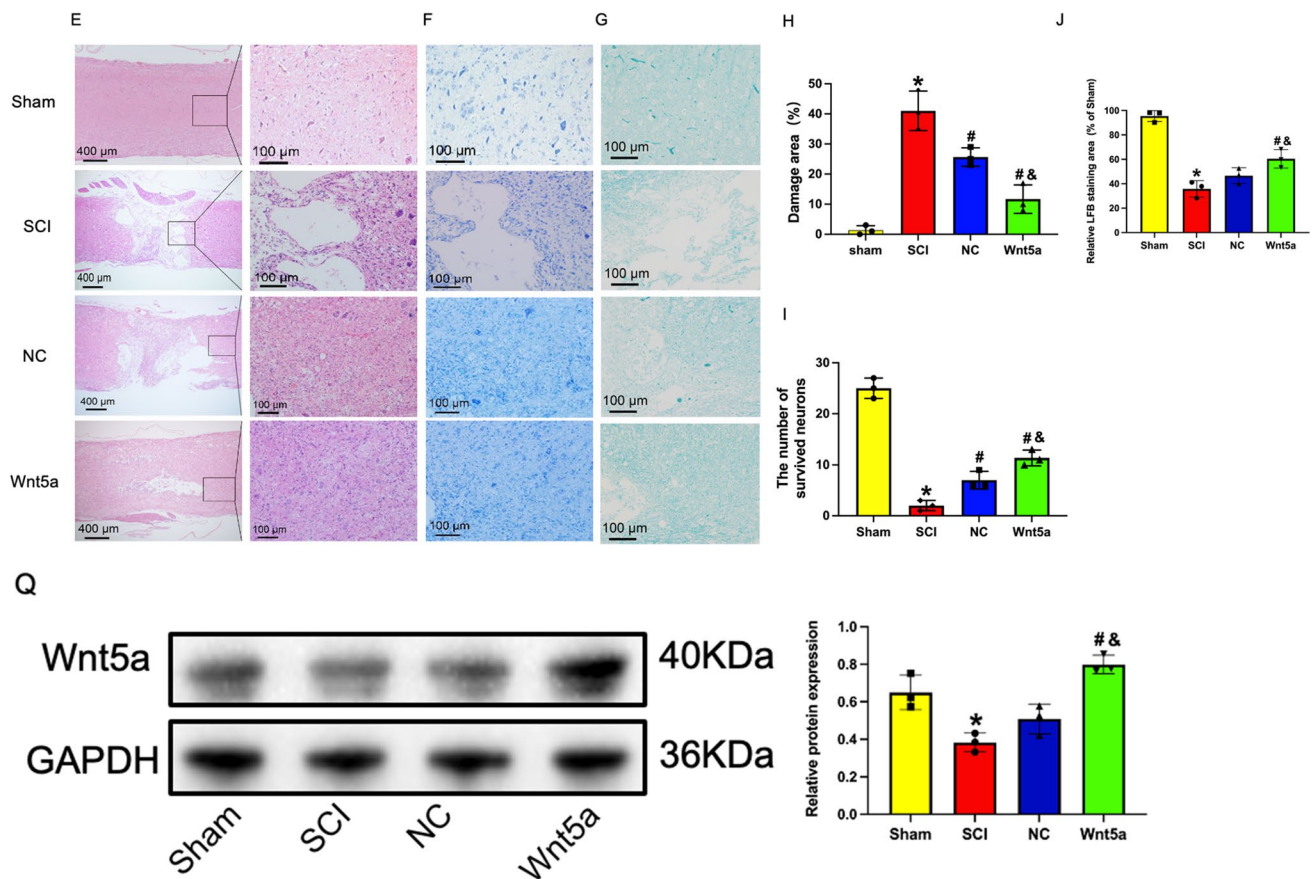 E
F
G
H
J
Sham
400 μm
100 μm
100 μm
100 μm
SCI
400 μm
100 μm
100 μm
100 μm
NC
400 μm
100 μm
100 μm
100 μm
Wnt5a
400 μm
100 μm
100 μm
100 μm
Damage area (%)
50
40
30
20
10
0
*
#
# &
sham
SCI
NC
Wnt5a
Relative LFB staining area (% of Sham)
100
80
60
40
20
0
*
# &
Sham
SCI
NC
Wnt5a
I
The number of
survived neurons
30
20
10
0
*
#
# &
Sham
SCI
NC
Wnt5a
Q
Wnt5a
40KDa
GAPDH
36KDa
Sham
SCI
NC
Wnt5a
Relative protein expression
1.0
0.8
0.6
0.4
0.2
0.0
*
# &
Sham
SCI
NC
Wnt5a